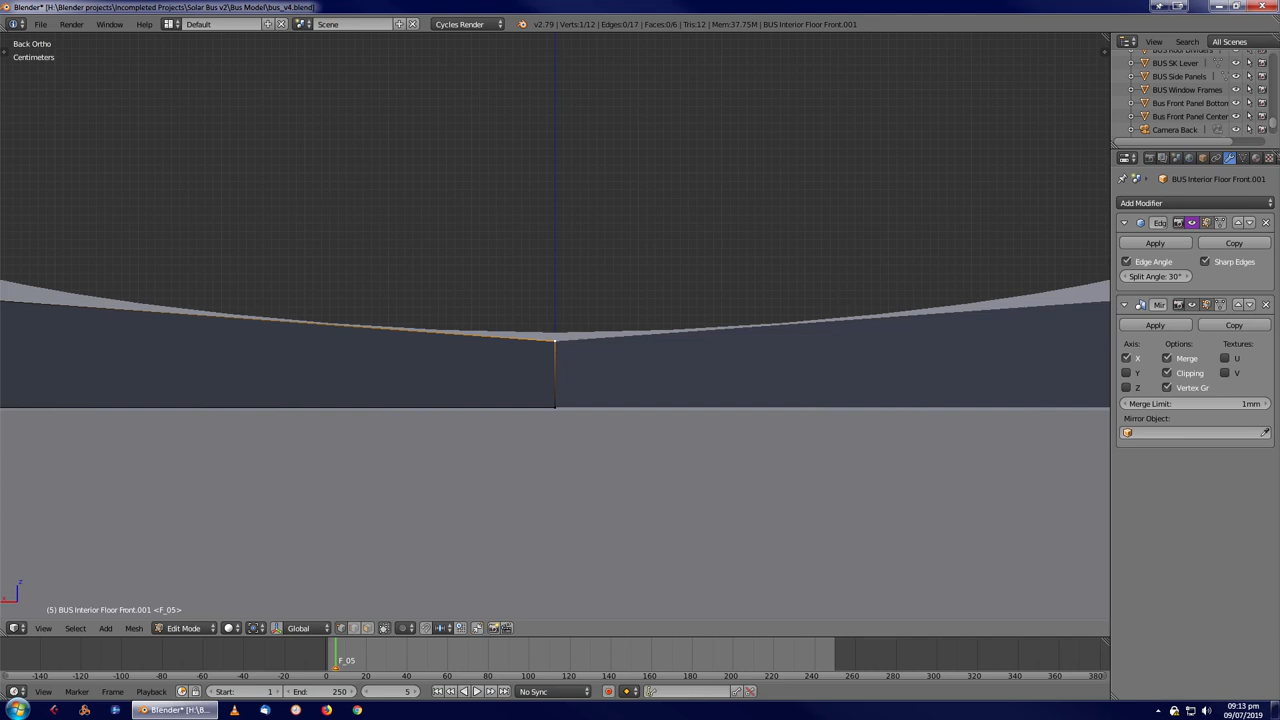 Blender* [H:\Blender projects\Incompleted Projects\Solar Bus v2\Bus Model\bus_v4.blend]
File Render Window Help Default Scene Cycles Render v2.79 | Verts:1/12 | Edges:0/17 | Faces:0/6 | Tris:12 | Mem:37.75M | BUS Interior Floor Front.001
View Search All Scenes
Back Ortho
Centimeters
BUS SK Lever
BUS Side Panels
BUS Window Frames
Bus Front Panel Botton
Bus Front Panel Center
Camera Back
BUS Interior Floor Front.001
Add Modifier
Edg
Apply Copy
Edge Angle Sharp Edges
Split Angle: 30°
Mir
Apply Copy
Axis: Options: Textures:
X Merge U
Y Clipping V
Z Vertex Gr
Merge Limit: 1mm
Mirror Object:
z
x
(5) BUS Interior Floor Front.001 <F_05>
View Select Add Mesh Edit Mode Global
F_05
-140 -120 -100 -80 -60 -40 -20 0 20 40 60 80 100 120 140 160 180 200 220 240 260 280 300 320 340 360 380
View Marker Frame Playback Start: 1 End: 250 5 No Sync
Blender* [H:\B...
09:13 pm
09/07/2019